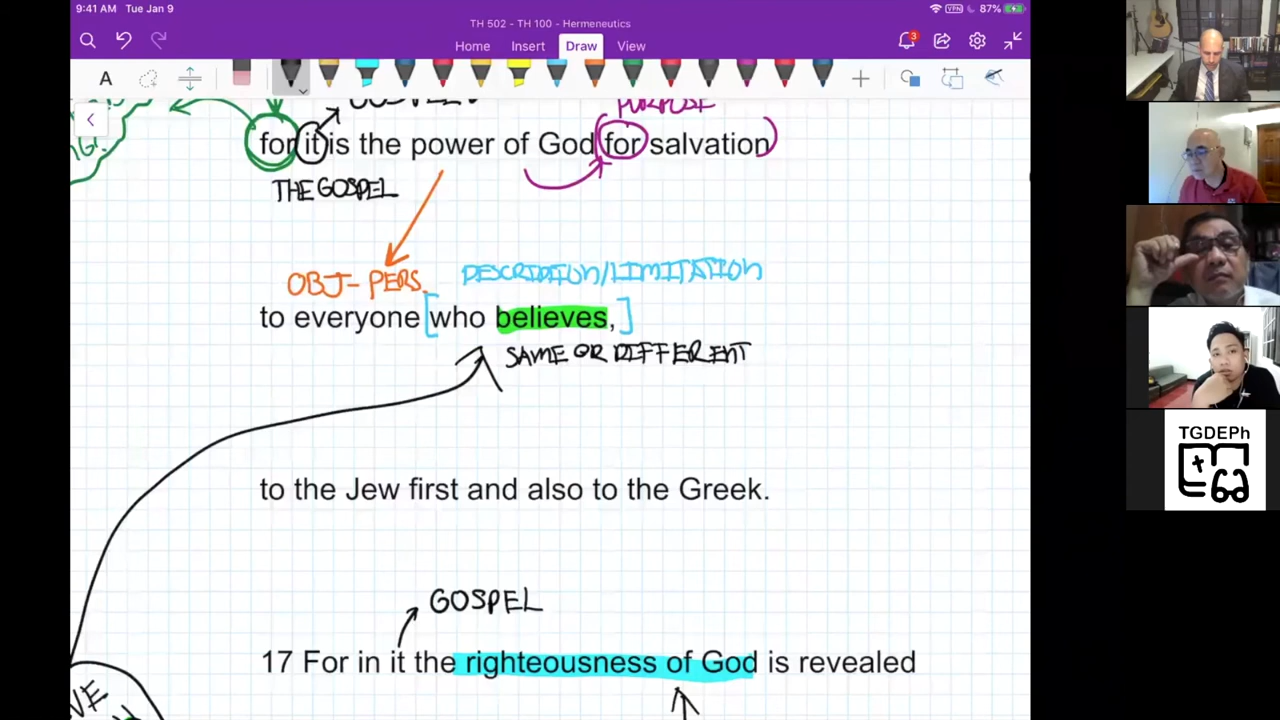 9:41 AM Tue Jan 9
VPN 87%
TH 502 - TH 100 - Hermeneutics
3
Home Insert Draw View
A
PURPOSE
for it is the power of God for salvation
THE GOSPEL
OBJ- PERS. DESCRIPTION/LIMITATION
to everyone [who believes,]
SAME OR DIFFERENT
TGDEPh
to the Jew first and also to the Greek.
GOSPEL
17 For in it the righteousness of God is revealed